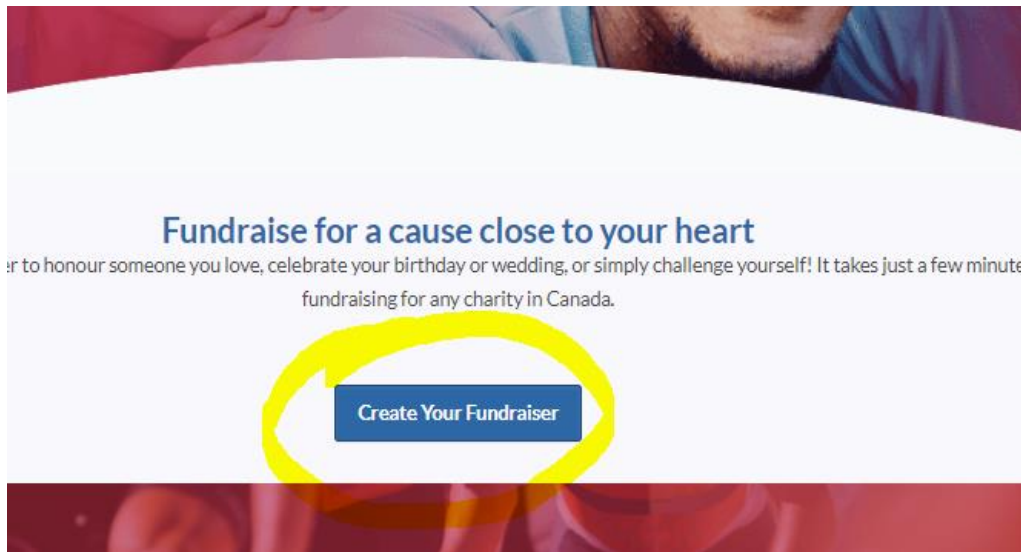 Fundraise for a cause close to your heart
to honour someone you love, celebrate your birthday or wedding, or simply challenge yourself! It takes just a few minute
fundraising for any charity in Canada.
Create Your Fundraiser